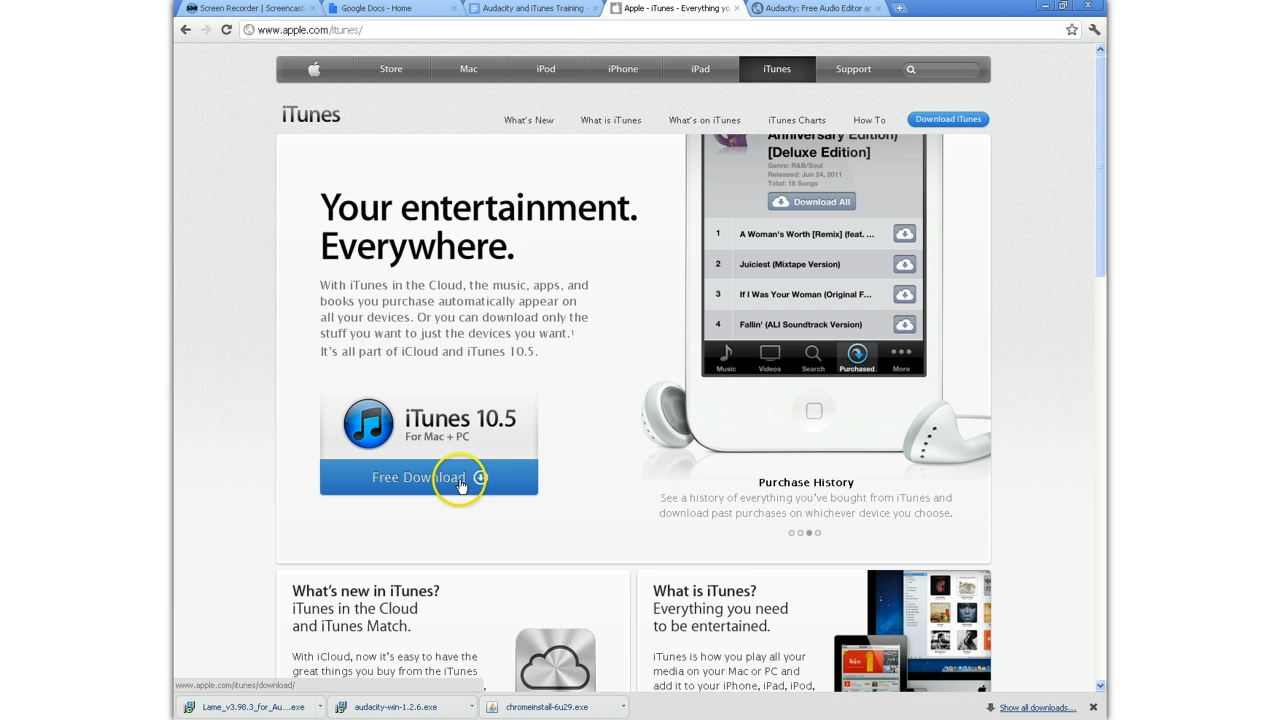 Screen Recorder | Screencast
Google Docs - Home
Audacity and iTunes Training -
Apple - iTunes - Everything yo
Audacity: Free Audio Editor ar
www.apple.com/itunes/
Store
Mac
iPod
iPhone
iPad
iTunes
Support
iTunes
What's New
What is iTunes
What's on iTunes
iTunes Charts
How To
Download iTunes
Your entertainment.
Everywhere.
With iTunes in the Cloud, the music, apps, and
books you purchase automatically appear on
all your devices. Or you can download only the
stuff you want to just the devices you want.¹
It's all part of iCloud and iTunes 10.5.
iTunes 10.5
For Mac + PC
Free Download
Anniversary Edition)
[Deluxe Edition]
Genre: R&B/Soul
Released: Jun 24, 2011
Total: 18 Songs
Download All
1 A Woman's Worth [Remix] (feat. ...
2 Juiciest (Mixtape Version)
3 If I Was Your Woman (Original F...
4 Fallin' (ALI Soundtrack Version)
Music
Videos
Search
Purchased
More
Purchase History
See a history of everything you've bought from iTunes and
download past purchases on whichever device you choose.
What's new in iTunes?
iTunes in the Cloud
and iTunes Match.
With iCloud, now it's easy to have the
great things you buy from the iTunes
What is iTunes?
Everything you need
to be entertained.
iTunes is how you play all your
media on your Mac or PC and
add it to your iPhone, iPad, iPod,
www.apple.com/itunes/download/
Lame_v3.98.3_for_Au....exe
audacity-win-1.2.6.exe
chromeinstall-6u29.exe
Show all downloads...